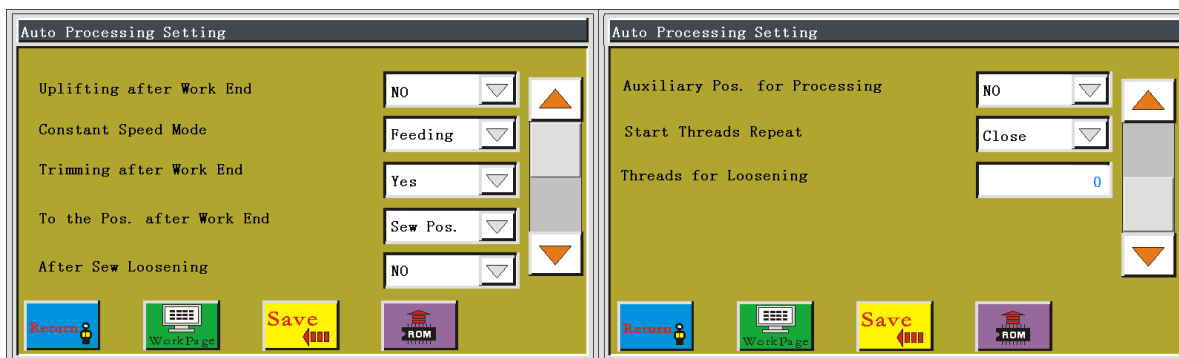 Auto Processing Setting
Uplifting after Work End NO
Constant Speed Mode Feeding
Trimming after Work End Yes
To the Pos. after Work End Sew Pos.
After Sew Loosening NO
Return WorkPage Save ROM
Auto Processing Setting
Auxiliary Pos. for Processing NO
Start Threads Repeat Close
Threads for Loosening 0
Return WorkPage Save ROM